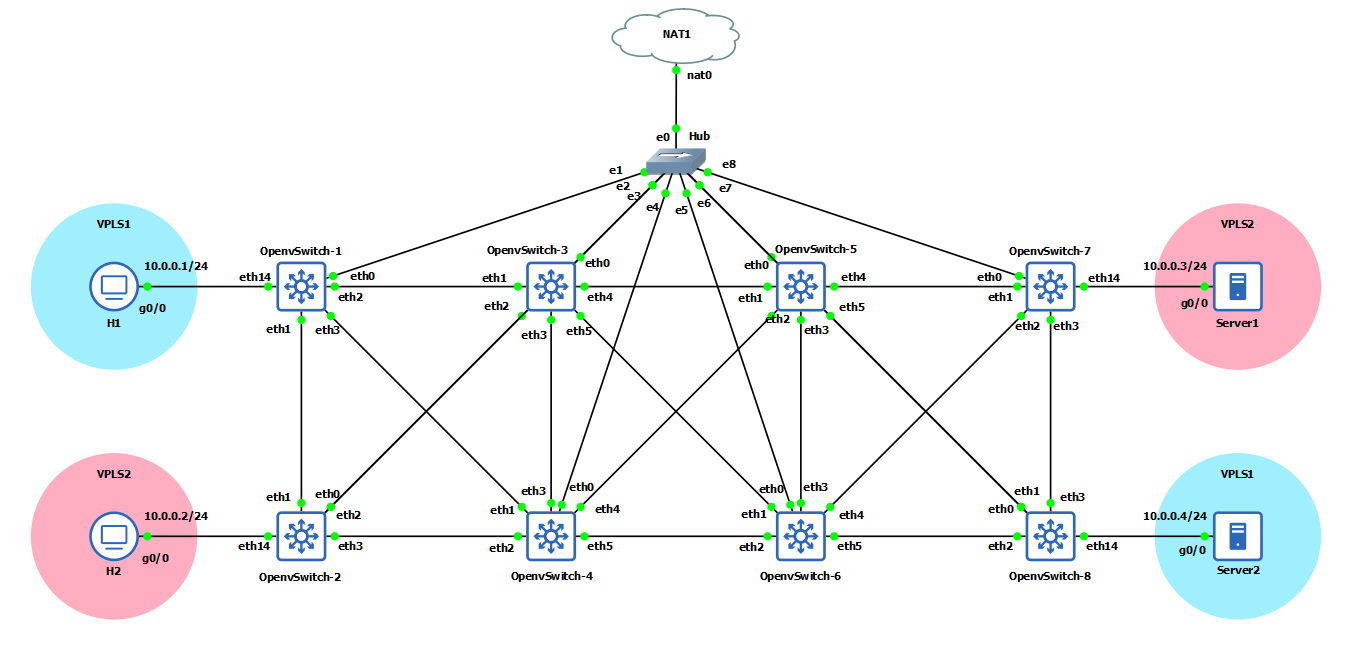 NAT1
nat0
e0
Hub
e1
e8
e2
e7
e3
e6
e4
e5
VPLS1
10.0.0.1/24
g0/0
H1
OpenvSwitch-1
eth14
eth0
eth2
eth1
eth3
OpenvSwitch-3
eth0
eth1
eth4
eth2
eth3
eth5
OpenvSwitch-5
eth0
eth4
eth1
eth5
eth2
eth3
OpenvSwitch-7
eth0
eth14
eth1
eth2
eth3
VPLS2
10.0.0.3/24
g0/0
Server1
VPLS2
10.0.0.2/24
g0/0
H2
eth1
eth0
eth2
eth14
eth3
OpenvSwitch-2
eth3
eth0
eth1
eth4
eth2
eth5
OpenvSwitch-4
eth0
eth3
eth1
eth4
eth2
eth5
OpenvSwitch-6
eth1
eth3
eth0
eth2
eth14
OpenvSwitch-8
VPLS1
10.0.0.4/24
g0/0
Server2